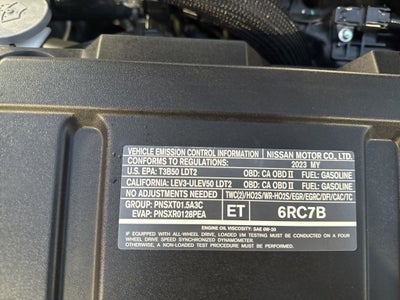 VEHICLE EMISSION CONTROL INFORMATION NISSAN MOTOR CO., LTD.
CONFORMS TO REGULATIONS: 2023 MY
U.S. EPA: T3B50 LDT2 OBD: CA OBD II FUEL: GASOLINE
CALIFORNIA: LEV3-ULEV50 LDT2 OBD: CA OBD II FUEL: GASOLINE
NO ADJUSTMENTS NEEDED TWC(2)/HO2S/WR-HO2S/EGR/EGRC/DFI/CAC/TC
GROUP: PNSXT01.5A3C
EVAP: PNSXR0128PEA
ET 6RC7B
ENGINE OIL VISCOSITY: SAE 0W-20
IF EQUIPPED WITH ALL-WHEEL DRIVE, LOADED I/M TESTING MUST USE A FOUR WHEEL
DRIVE SPEED SYNCHRONIZED DYNAMOMETER.
OTHERWISE, A NON-LOADED TEST PROCEDURE MUST BE PERFORMED.